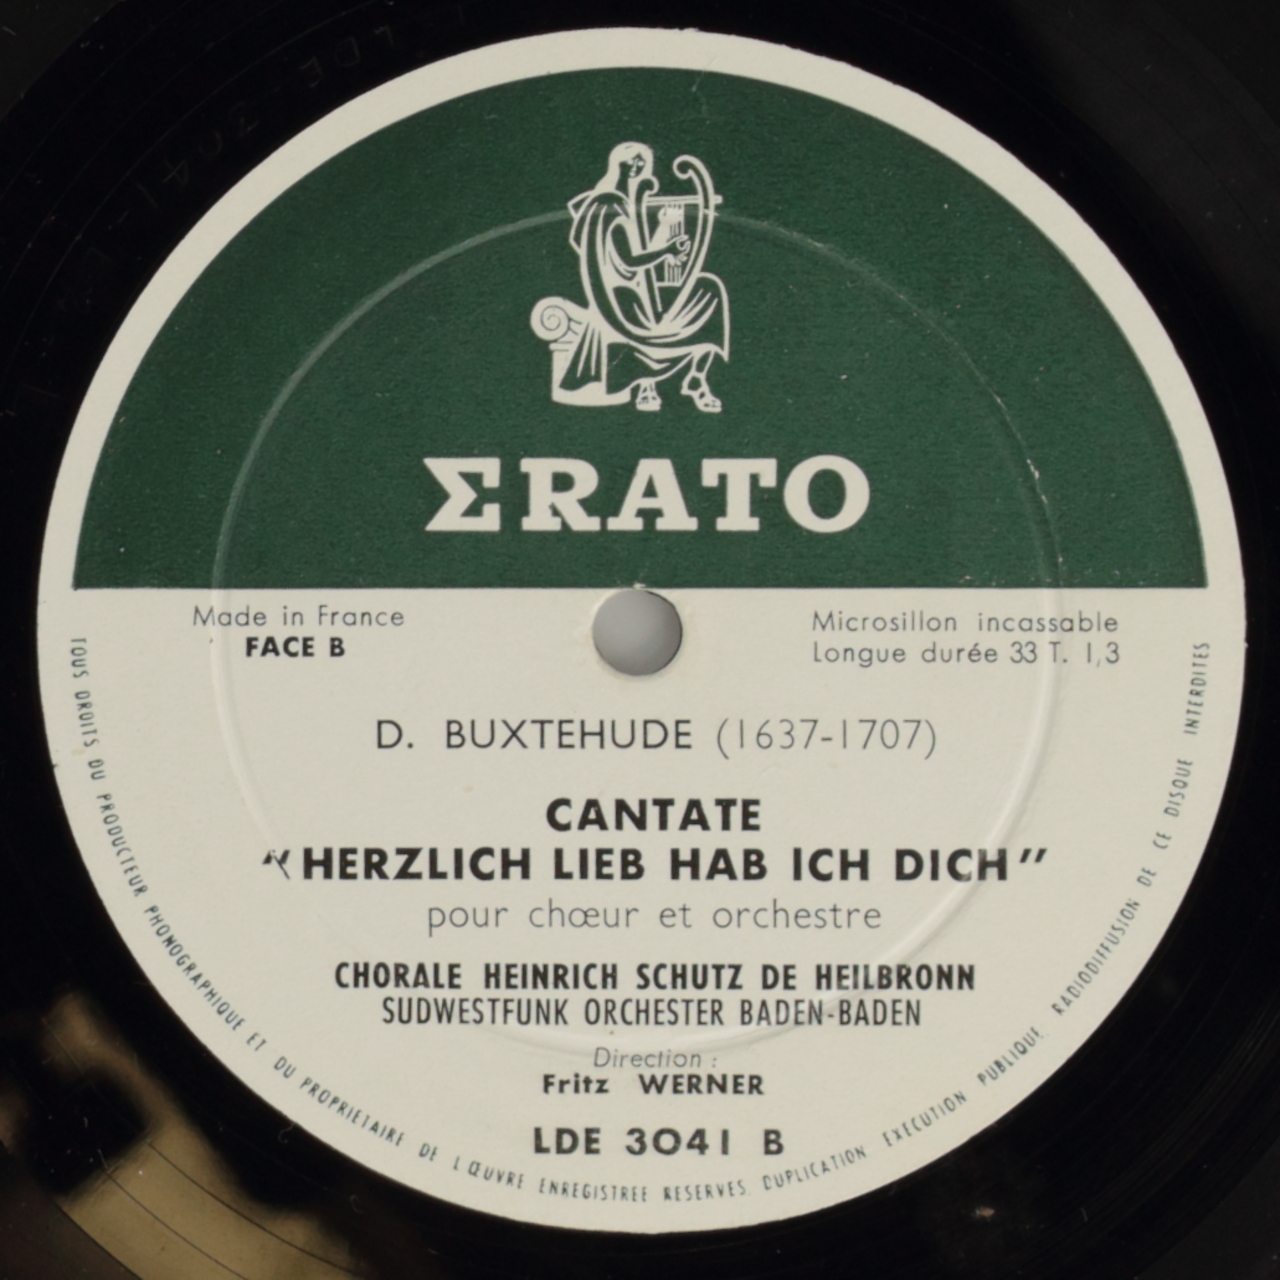 ΣRATO
Made in France
FACE B
Microsillon incassable
Longue durée 33 T. 1,3
D. BUXTEHUDE (1637-1707)
CANTATE
“HERZLICH LIEB HAB ICH DICH”
pour chœur et orchestre
CHORALE HEINRICH SCHUTZ DE HEILBRONN
SUDWESTFUNK ORCHESTER BADEN-BADEN
Direction :
Fritz WERNER
LDE 3041 B
TOUS DROITS DU PRODUCTEUR PHONOGRAPHIQUE ET DU PROPRIETAIRE DE L'ŒUVRE ENREGISTREE RESERVES. DUPLICATION. EXECUTION PUBLIQUE. RADIODIFFUSION DE CE DISQUE INTERDITES